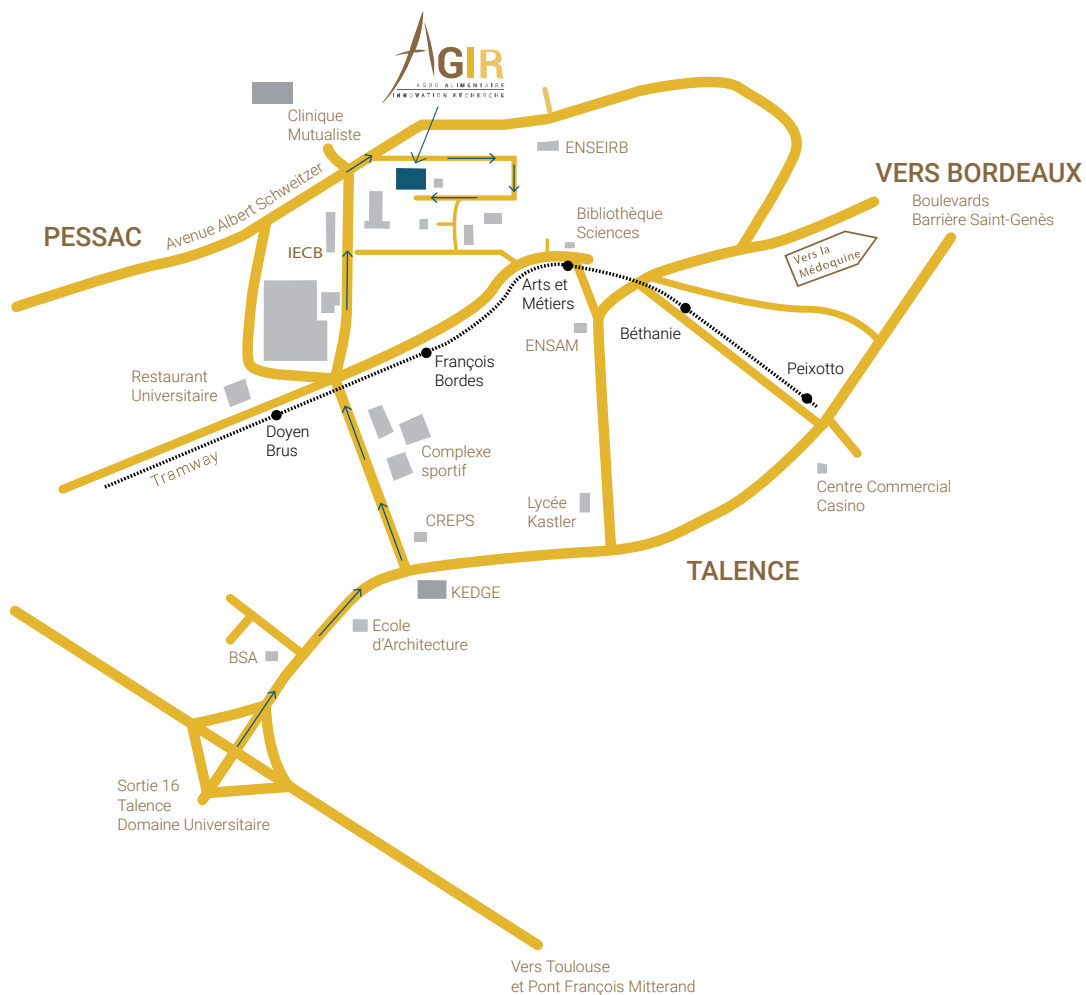 AGIR
AGRO ALIMENTAIRE
INNOVATION RECHERCHE
Clinique
Mutualiste
ENSEIRB
VERS BORDEAUX
Boulevards
Barrière Saint-Genès
Avenue Albert Schweitzer
PESSAC
Bibliothèque
Sciences
IECB
Vers la
Médoquine
Arts et
Métiers
ENSAM
Béthanie
François
Bordes
Peixotto
Restaurant
Universitaire
Doyen
Brus
Tramway
Complexe
sportif
Centre Commercial
Casino
Lycée
Kastler
CREPS
TALENCE
KEDGE
Ecole
d'Architecture
BSA
Sortie 16
Talence
Domaine Universitaire
Vers Toulouse
et Pont François Mitterand